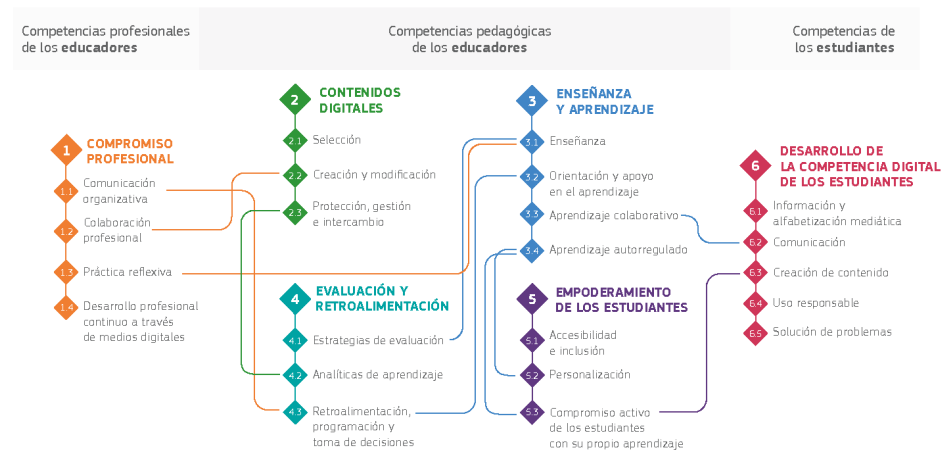 Competencias profesionales
de los educadores
Competencias pedagógicas
de los educadores
Competencias de
los estudiantes
1
COMPROMISO
PROFESIONAL
1.1
Comunicación
organizativa
1.2
Colaboración
profesional
1.3
Práctica reflexiva
1.4
Desarrollo profesional
continuo a través
de medios digitales
2
CONTENIDOS
DIGITALES
2.1
Selección
2.2
Creación y modificación
2.3
Protección, gestión
e intercambio
4
EVALUACIÓN Y
RETROALIMENTACIÓN
4.1
Estrategias de evaluación
4.2
Analíticas de aprendizaje
4.3
Retroalimentación,
programación y
toma de decisiones
3
ENSEÑANZA
Y APRENDIZAJE
3.1
Enseñanza
3.2
Orientación y apoyo
en el aprendizaje
3.3
Aprendizaje colaborativo
3.4
Aprendizaje autorregulado
5
EMPODERAMIENTO
DE LOS ESTUDIANTES
5.1
Accesibilidad
e inclusión
5.2
Personalización
5.3
Compromiso activo
de los estudiantes
con su propio aprendizaje
6
DESARROLLO DE
LA COMPETENCIA DIGITAL
DE LOS ESTUDIANTES
6.1
Información y
alfabetización mediática
6.2
Comunicación
6.3
Creación de contenido
6.4
Uso responsable
6.5
Solución de problemas